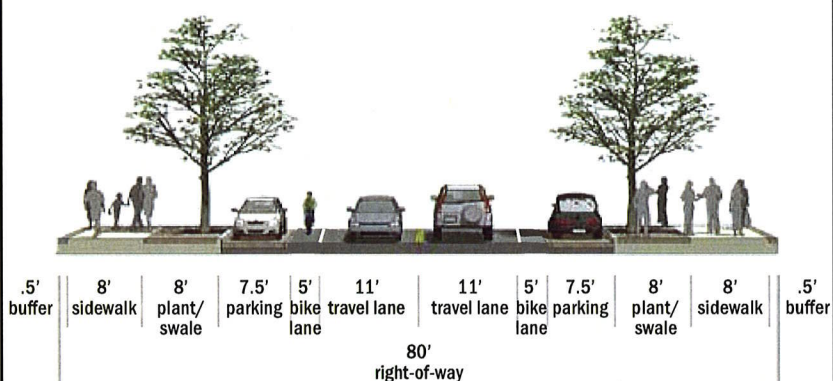 .5' 8' 8' 7.5' 5' 11' 11' 5' 7.5' 8' 8' .5'
buffer sidewalk plant/ parking bike travel lane travel lane bike parking plant/ sidewalk buffer
swale lane lane swale
80'
right-of-way